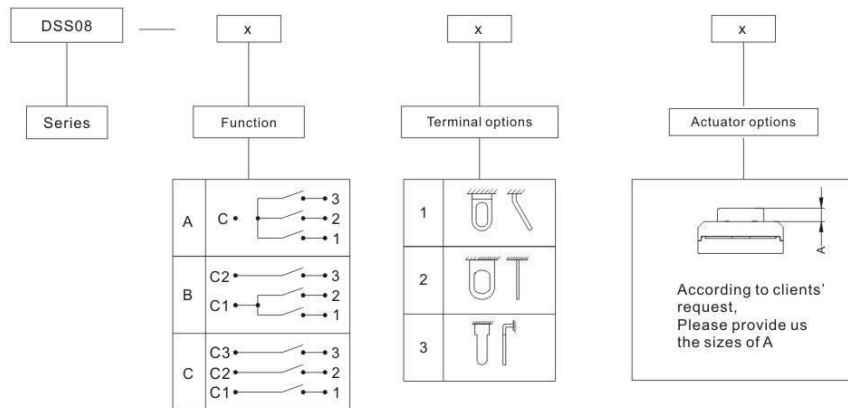 DSS08
x
x
x
Series
Function
Terminal options
Actuator options
A
C
3
2
1
B
C2
3
C1
2
1
C
C3
3
C2
2
C1
1
1
2
3
A
According to clients’
request,
Please provide us
the sizes of A